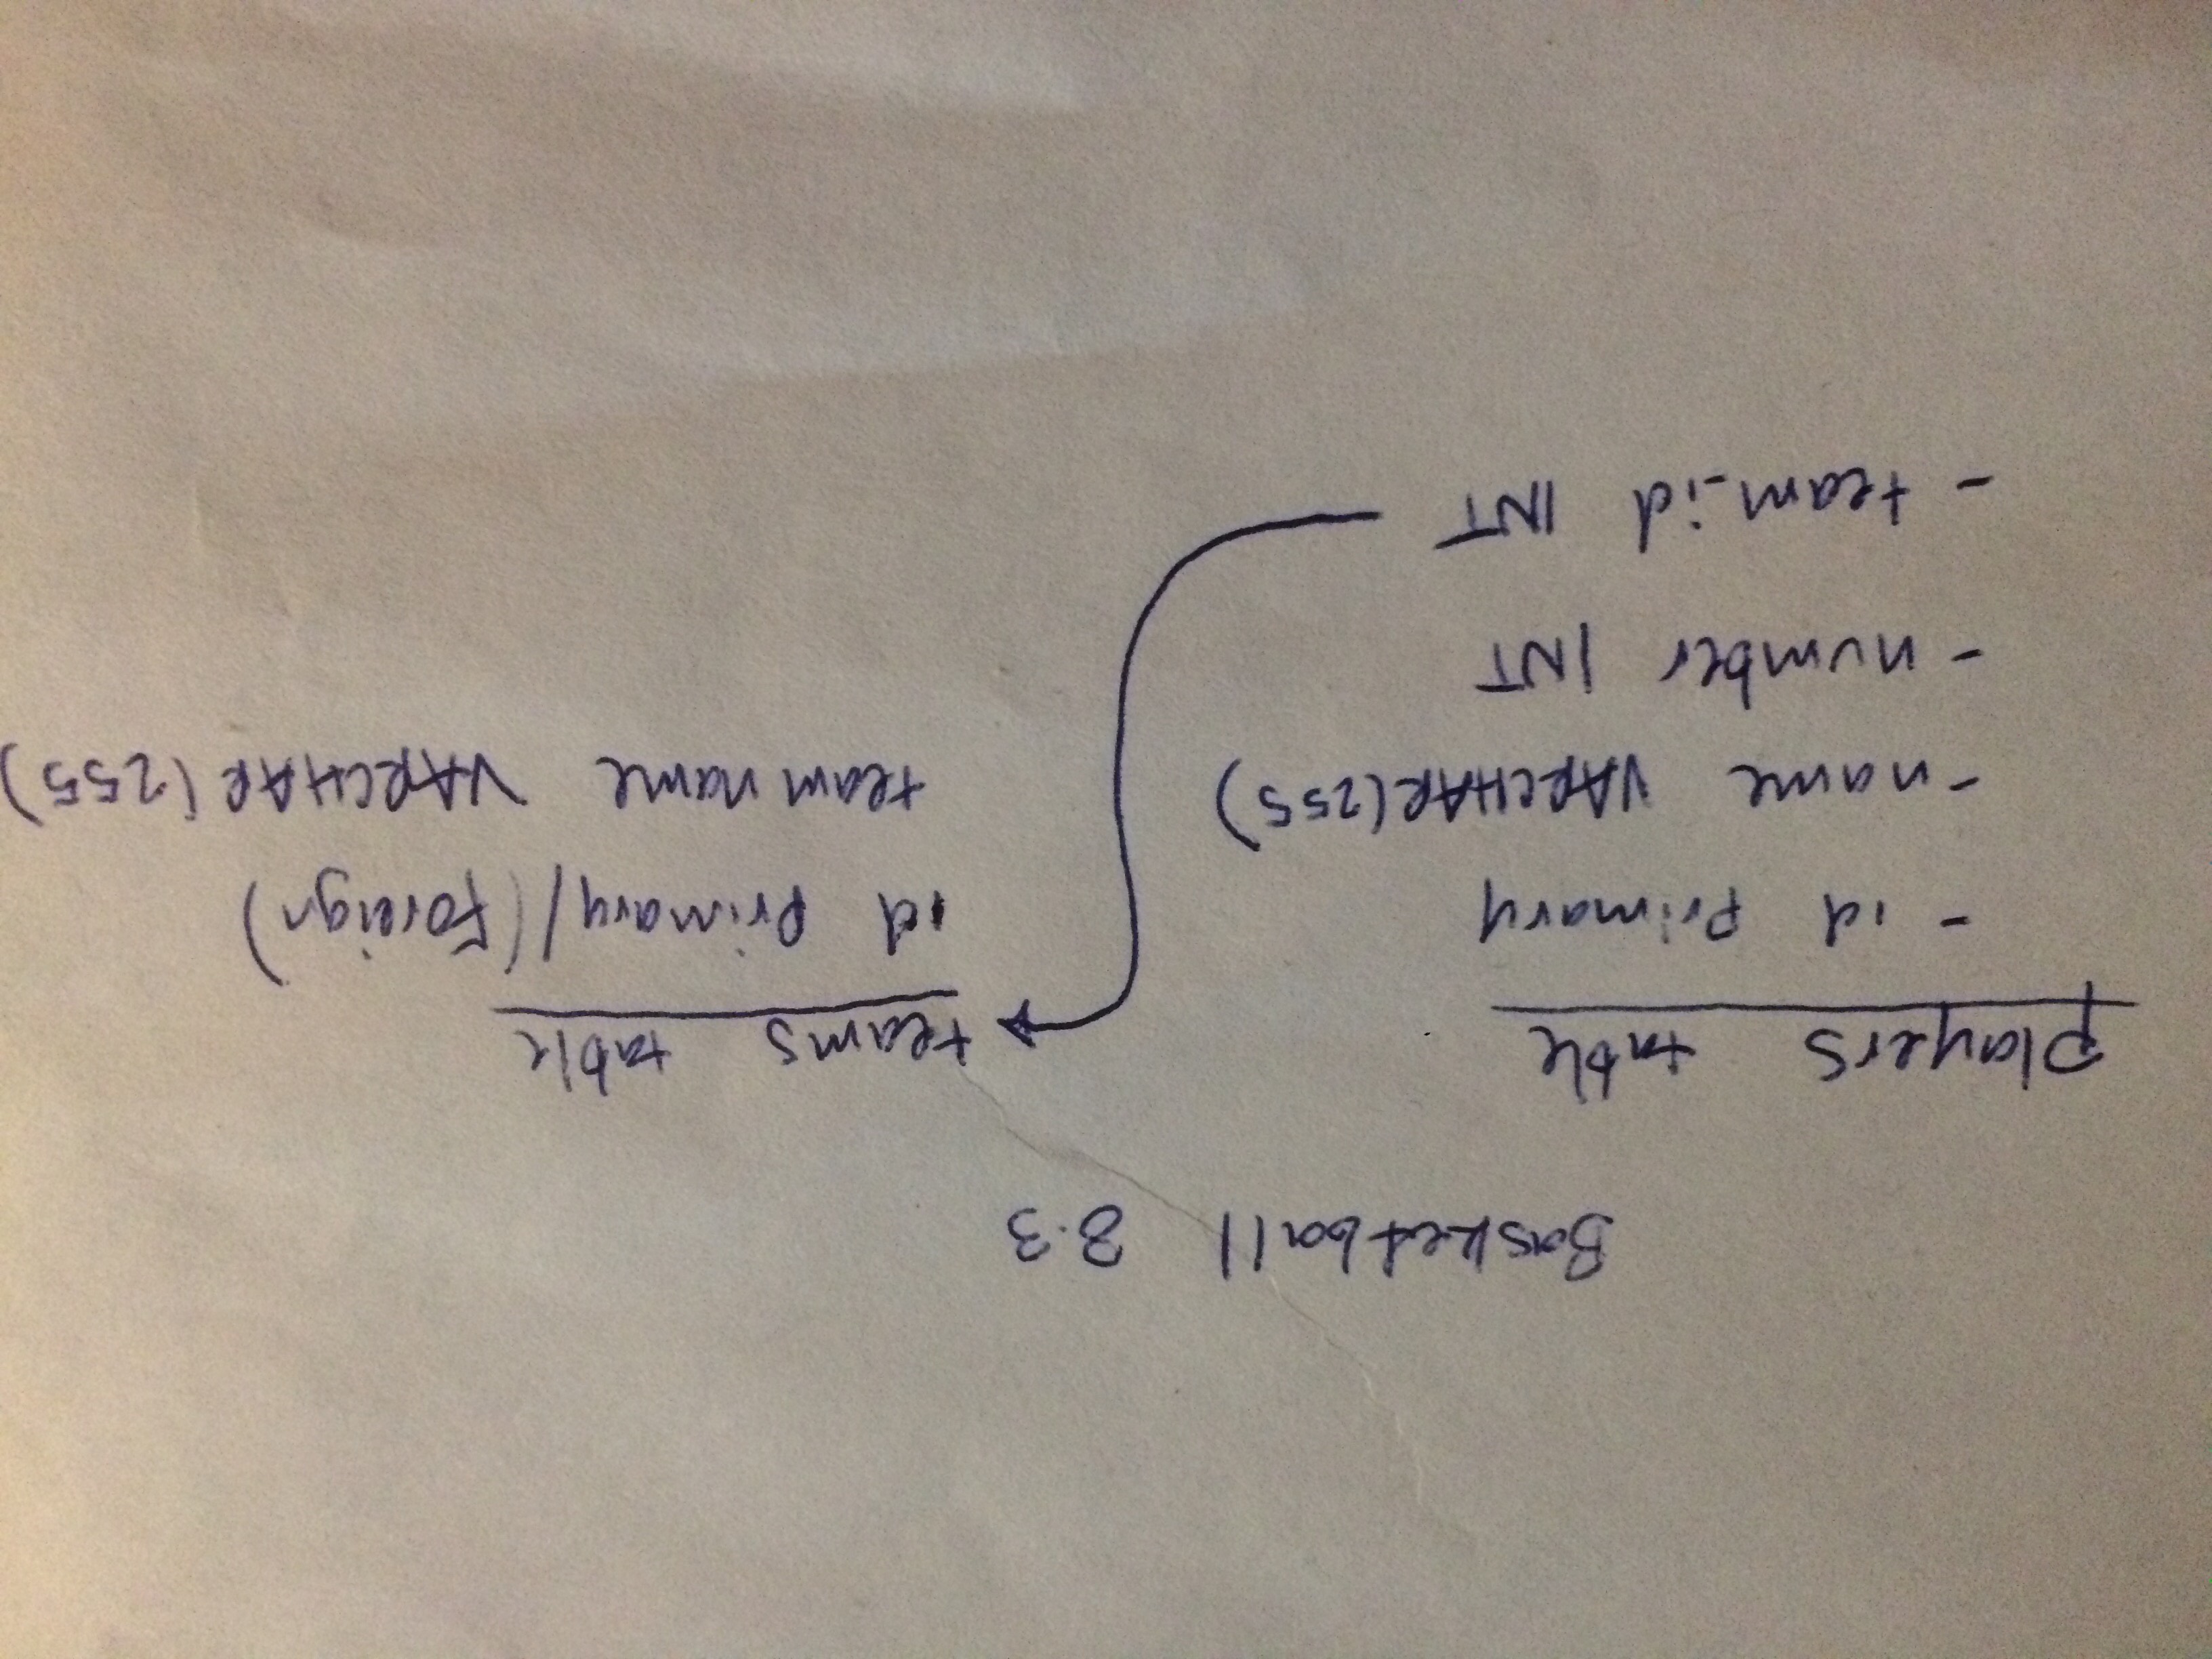 Basketball 8.3
players table
- id Primary
- name VARCHAR(255)
- number INT
- team_id INT
teams table
id Primary/(Foreign)
team name VARCHAR(255)